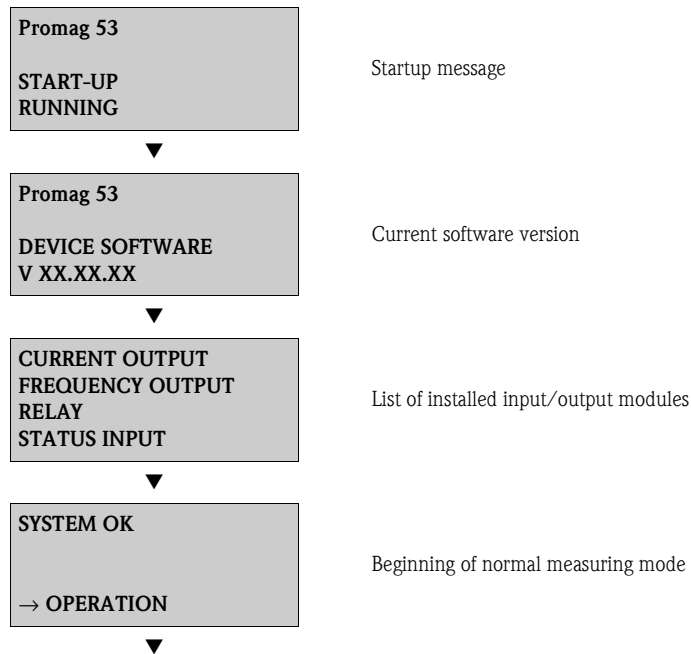 Promag 53
START-UP
RUNNING
Startup message
▼
Promag 53
DEVICE SOFTWARE
V XX.XX.XX
Current software version
▼
CURRENT OUTPUT
FREQUENCY OUTPUT
RELAY
STATUS INPUT
List of installed input/output modules
▼
SYSTEM OK
→ OPERATION
Beginning of normal measuring mode
▼